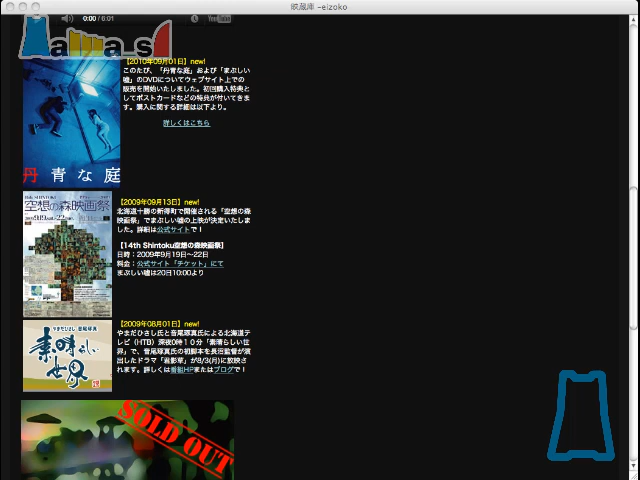 映蔵庫 -eizoko
0:00 / 6:01
YouTube
【2010年09月01日】new!
このたび、「丹青な庭」および「まぶしい
嘘」のDVDについてウェブサイト上での
販売を開始いたしました。初回購入特典と
してポストカードなどの特典が付いてきま
す。購入に関する詳細は以下より。
詳しくはこちら
丹青な庭
【2009年09月13日】new!
北海道十勝の新得町で開催される「空想の
森映画祭」でまぶしい嘘の上映が決定いたしま
した。詳細は公式サイトで！
空想の森映画祭
【14th Shintoku空想の森映画祭】
日時：2009年9月19日〜22日
料金：公式サイト「チケット」にて
まぶしい嘘は20日10:00より
【2009年08月01日】new!
やまだひさし氏と音尾琢真氏による北海道テ
レビ（HTB）深夜0時１０分「素晴らしい世
界」で、音尾琢真氏の初脚本を長沼監督が演
出したドラマ「過影草」が8/3(月)に放映さ
れます。詳しくは番組HPまたはブログで！
やまだひさし 音尾琢真
素晴らしい世界
SOLD OUT